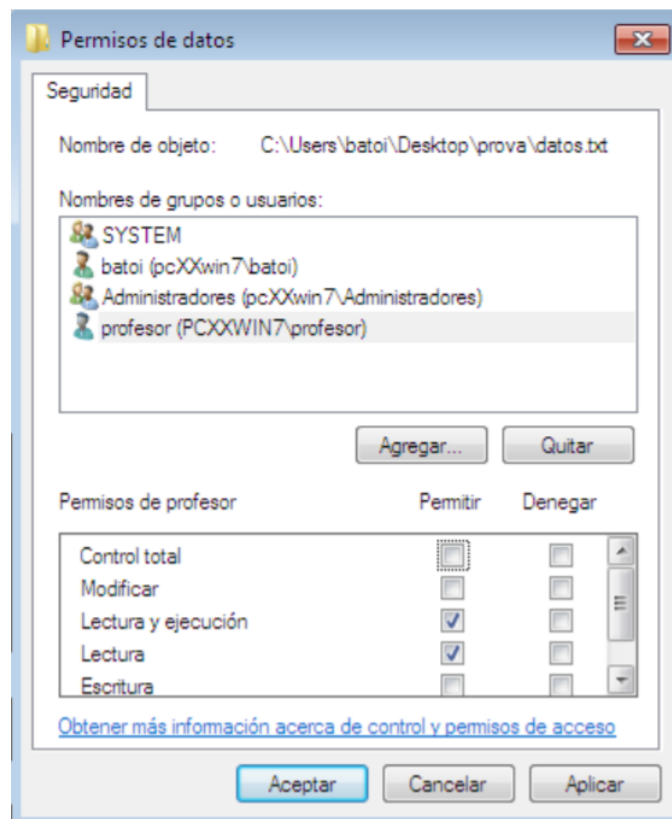 Permisos de datos
Seguridad
Nombre de objeto: C:\Users\batoi\Desktop\prova\datos.txt
Nombres de grupos o usuarios:
SYSTEM
batoi (pcXXwin7\batoi)
Administradores (pcXXwin7\Administradores)
profesor (PCXXWIN7\profesor)
Agregar... Quitar
Permisos de profesor Permitir Denegar
Control total
Modificar
Lectura y ejecución
Lectura
Escritura
Obtener más información acerca de control y permisos de acceso
Aceptar Cancelar Aplicar